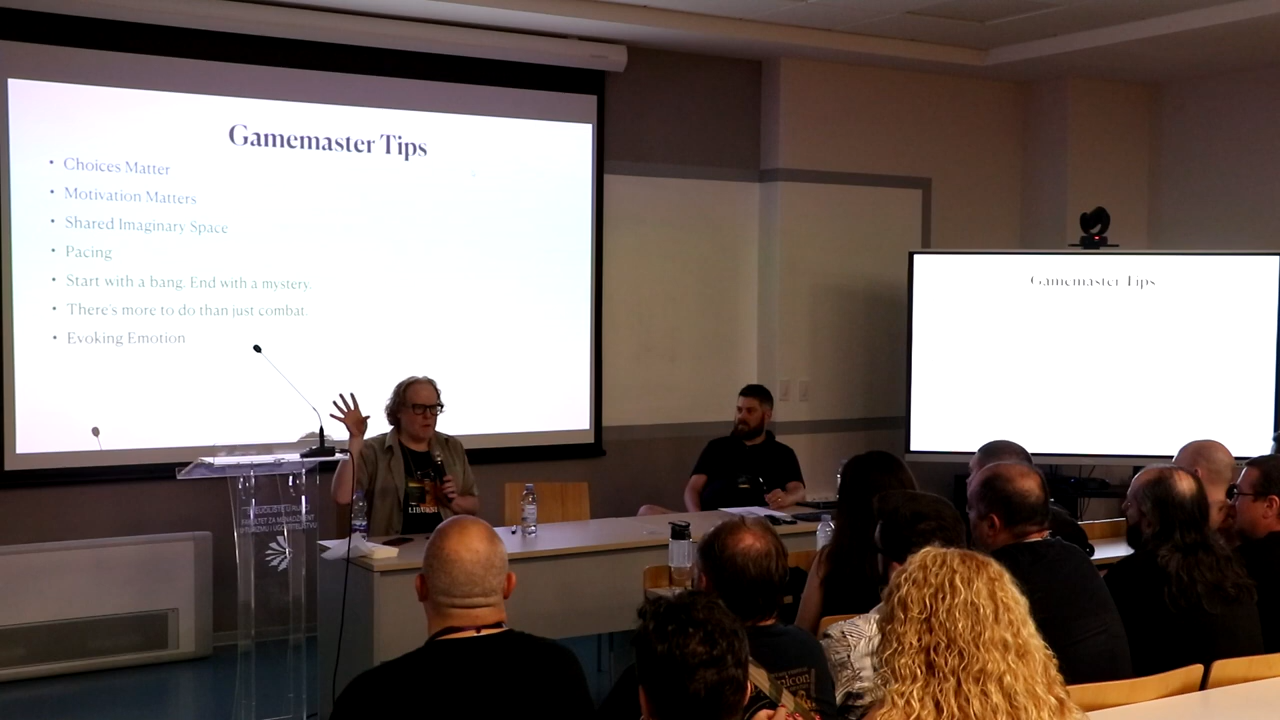 Gamemaster Tips
• Choices Matter
• Motivation Matters
• Shared Imaginary Space
• Pacing
• Start with a bang. End with a mystery.
• There's more to do than just combat.
• Evoking Emotion
Gamemaster Tips